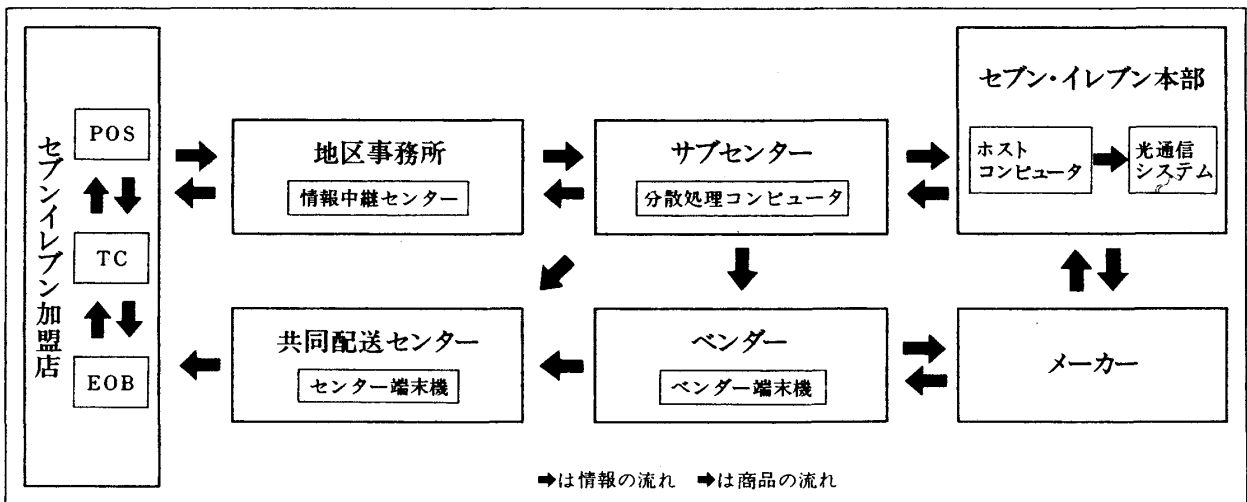 セブンイレブン加盟店
POS
TC
EOB
地区事務所
情報中継センター
サブセンター
分散処理コンピュータ
セブン・イレブン本部
ホスト
コンピュータ
光通信
システム
共同配送センター
センター端末機
ベンダー
ベンダー端末機
メーカー
➡は情報の流れ ➡は商品の流れ